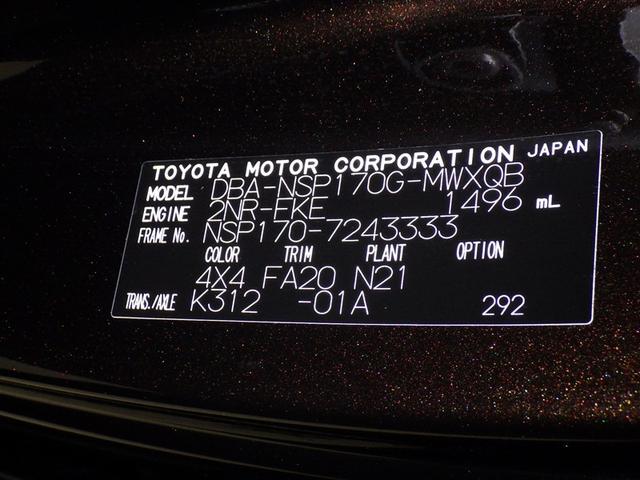 TOYOTA MOTOR CORPORATION JAPAN
MODEL DBA-NSP170G-MWXQB
ENGINE 2NR-FKE 1496 mL
FRAME No. NSP170-7243333
COLOR TRIM PLANT OPTION
4X4 FA20 N21
TRANS./AXLE K312 -01A 292